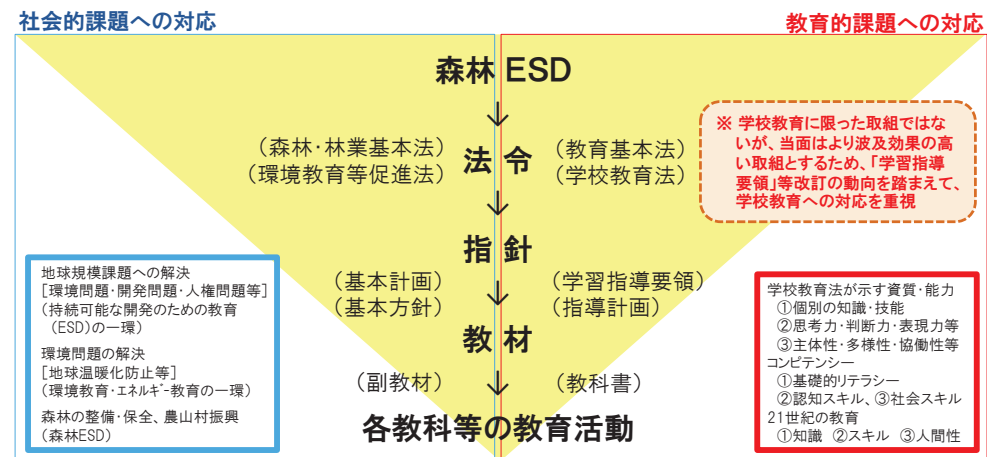 社会的課題への対応
教育的課題への対応
森林 ESD
↓
(森林・林業基本法) 法 令 (教育基本法)
(環境教育等促進法) (学校教育法)
↓
指 針
(基本計画) (学習指導要領)
(基本方針) ↓ (指導計画)
教 材
(副教材) ↓ (教科書)
各教科等の教育活動
※ 学校教育に限った取組ではな
いが、当面はより波及効果の高
い取組とするため、「学習指導
要領」等改訂の動向を踏まえて、
学校教育への対応を重視
地球規模課題への解決
[環境問題・開発問題・人権問題等]
(持続可能な開発のための教育
(ESD)の一環)
環境問題の解決
[地球温暖化防止等]
(環境教育・エネルギー教育の一環)
森林の整備・保全、農山村振興
(森林ESD)
学校教育法が示す資質・能力
①個別の知識・技能
②思考力・判断力・表現力等
③主体性・多様性・協働性等
コンピテンシー
①基礎的リテラシー
②認知スキル、③社会スキル
21世紀の教育
①知識 ②スキル ③人間性